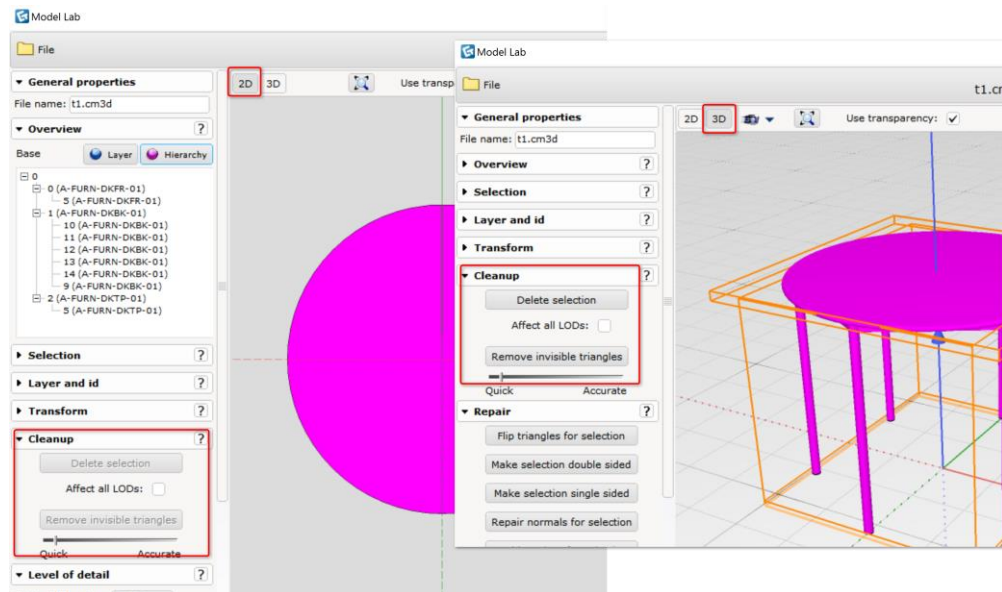 Model Lab
File
General properties
File name: t1.cm3d
Overview ?
Base Layer Hierarchy
0
0 (A-FURN-DKFR-01)
5 (A-FURN-DKFR-01)
1 (A-FURN-DKBK-01)
10 (A-FURN-DKBK-01)
11 (A-FURN-DKBK-01)
12 (A-FURN-DKBK-01)
13 (A-FURN-DKBK-01)
14 (A-FURN-DKBK-01)
9 (A-FURN-DKBK-01)
2 (A-FURN-DKTP-01)
5 (A-FURN-DKTP-01)
Selection ?
Layer and id ?
Transform ?
Cleanup ?
Delete selection
Affect all LODs:
Remove invisible triangles
Quick Accurate
Level of detail ?
2D 3D Use transp
Model Lab
File t1.cm
General properties
File name: t1.cm3d
Overview ?
Selection ?
Layer and id ?
Transform ?
Cleanup ?
Delete selection
Affect all LODs:
Remove invisible triangles
Quick Accurate
Repair ?
Flip triangles for selection
Make selection double sided
Make selection single sided
Repair normals for selection
2D 3D Use transparency: